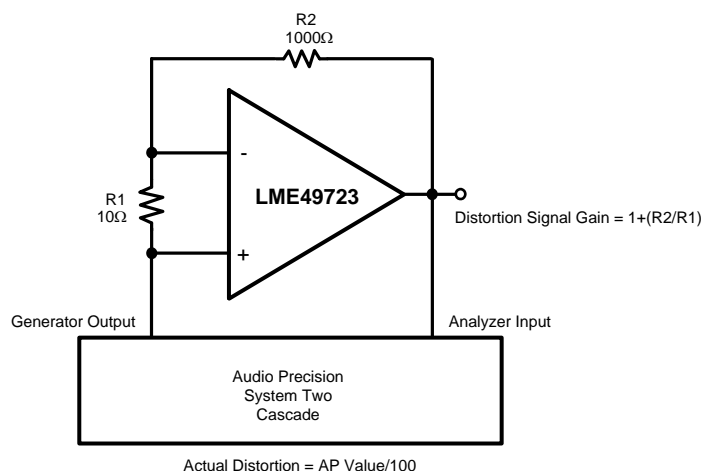 R2
1000Ω
-
LME49723
R1
10Ω
+
Distortion Signal Gain = 1+(R2/R1)
Generator Output
Analyzer Input
Audio Precision
System Two
Cascade
Actual Distortion = AP Value/100